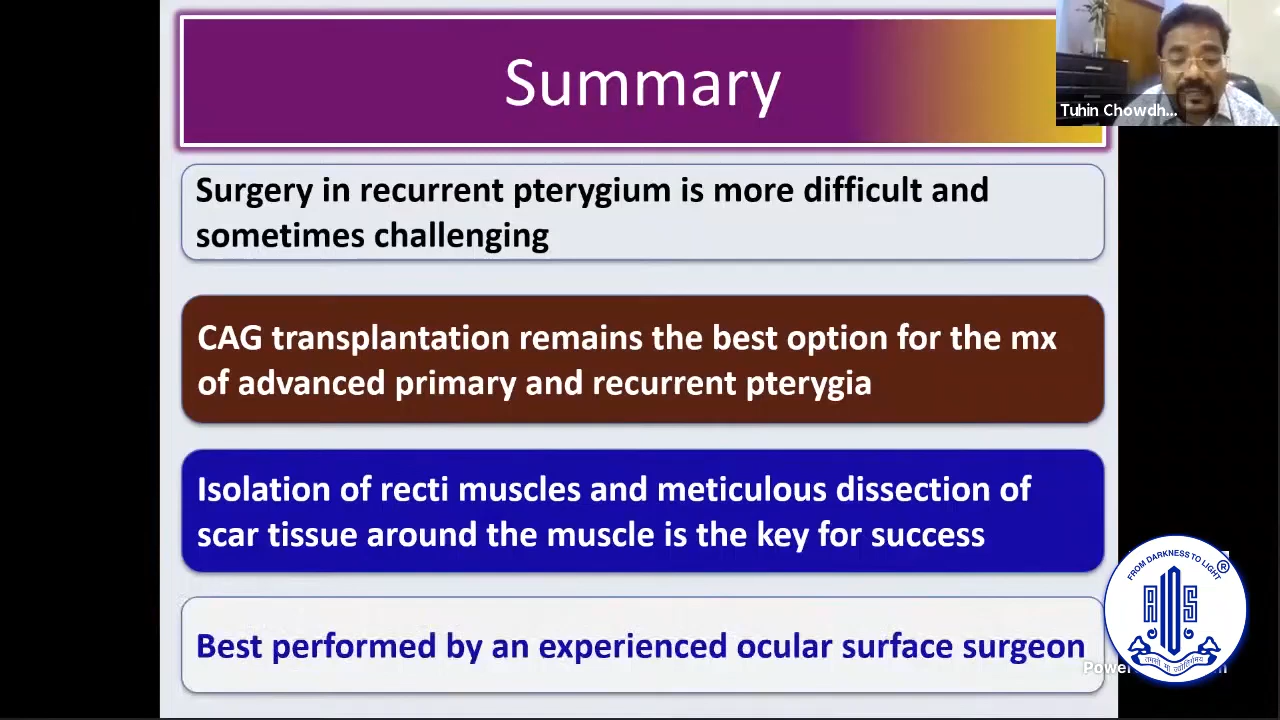 Summary
Tuhin Chowdh...
Surgery in recurrent pterygium is more difficult and
sometimes challenging
CAG transplantation remains the best option for the mx
of advanced primary and recurrent pterygia
Isolation of recti muscles and meticulous dissection of
scar tissue around the muscle is the key for success
Best performed by an experienced ocular surface surgeon
FROM DARKNESS TO LIGHT
®
AIOS